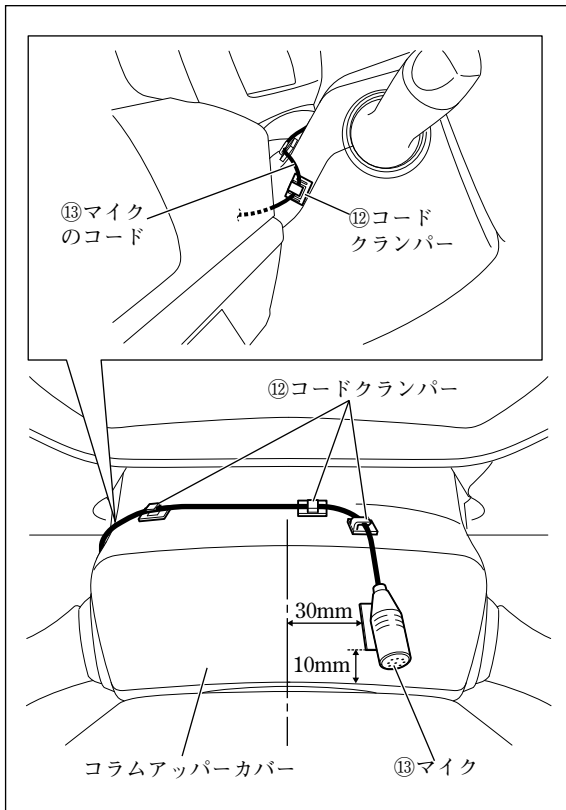 ⑬マイク
のコード
⑫コード
クランパー
⑫コードクランパー
30mm
10mm
コラムアッパーカバー
⑬マイク